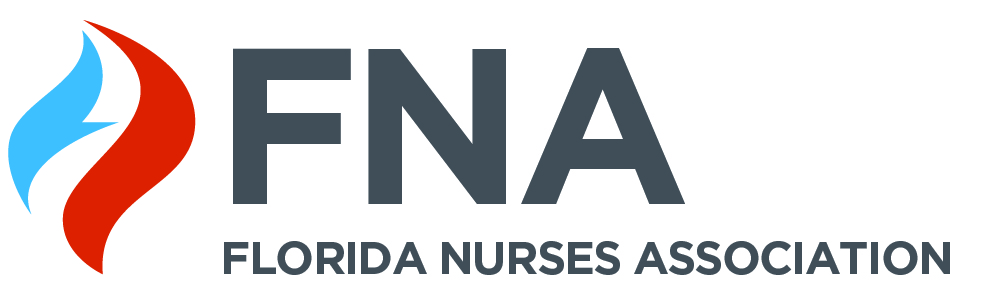 FNA
FLORIDA NURSES ASSOCIATION